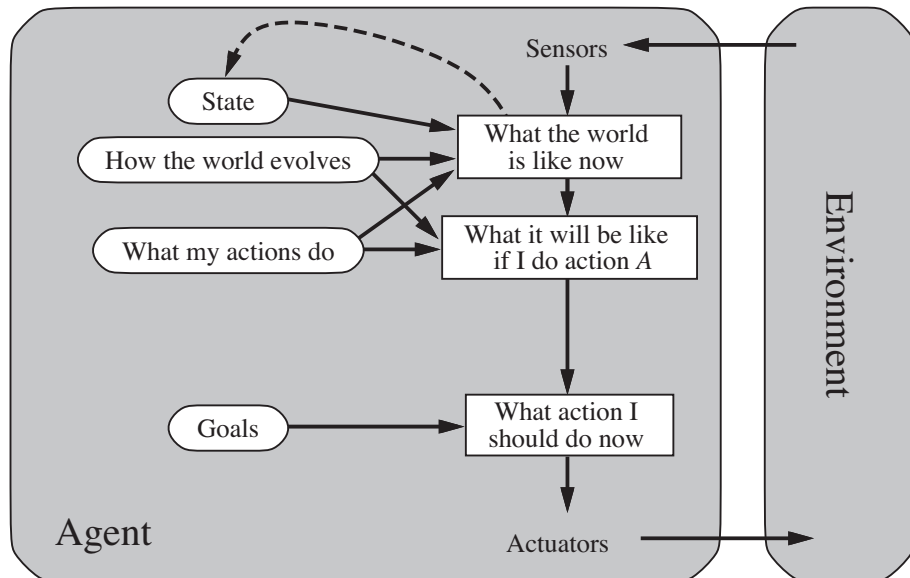 Sensors
State
What the world
is like now
How the world evolves
What my actions do
What it will be like
if I do action A
Environment
Goals
What action I
should do now
Agent
Actuators